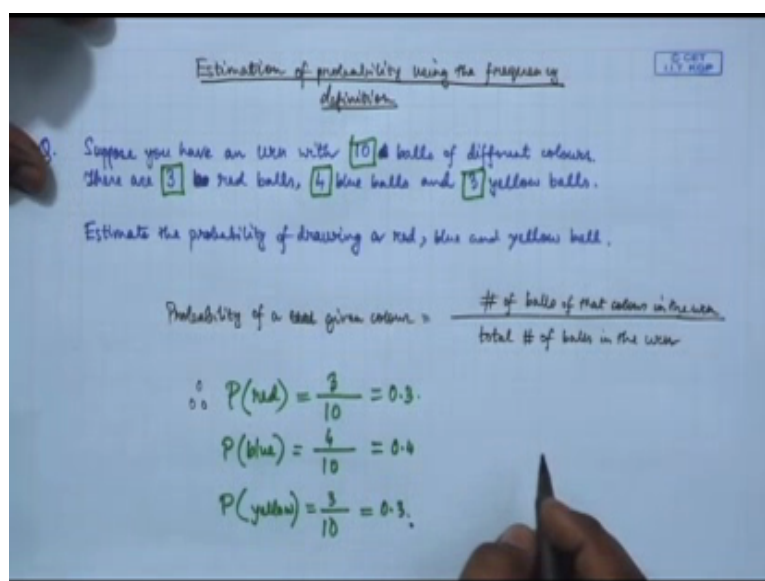 Estimation of probability using the frequency
definition
C CET
I.I.T. KGP
Q. Suppose you have an urn with 10 balls of different colours.
There are 3 red balls, 4 blue balls and 3 yellow balls.
Estimate the probability of drawing a red, blue and yellow ball.
Probability of a given colour = # of balls of that colour in the urn
total # of balls in the urn
∴ P(red) = 3/10 = 0.3.
P(blue) = 4/10 = 0.4
P(yellow) = 3/10 = 0.3.